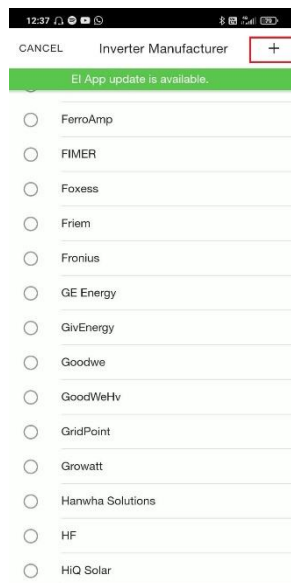 12:37
CANCEL Inverter Manufacturer +
EI App update is available.
FerroAmp
FIMER
Foxess
Friem
Fronius
GE Energy
GivEnergy
Goodwe
GoodWeHv
GridPoint
Growatt
Hanwha Solutions
HF
HiQ Solar